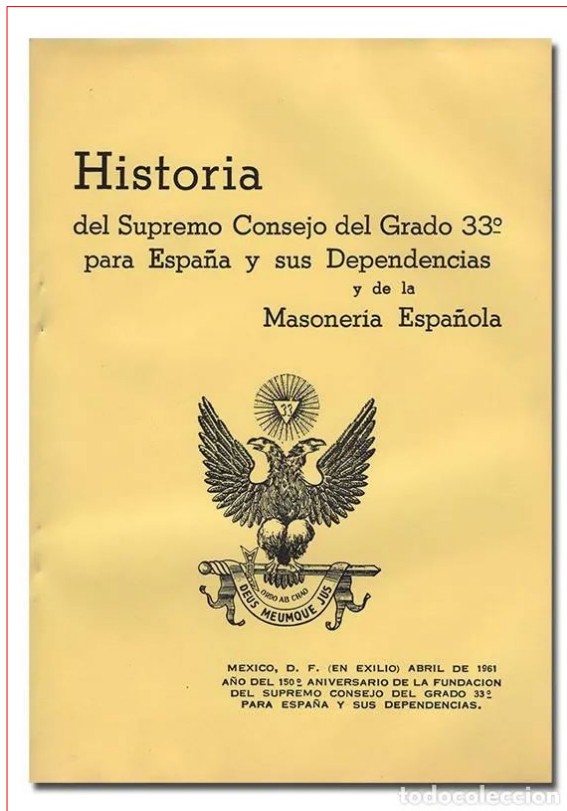 Historia
del Supremo Consejo del Grado 33º
para España y sus Dependencias
y de la
Masonería Española
33
ORDO AB CHAO
DEUS MEUMQUE JUS
MEXICO, D. F. (EN EXILIO) ABRIL DE 1961
AÑO DEL 150º ANIVERSARIO DE LA FUNDACION
DEL SUPREMO CONSEJO DEL GRADO 33º
PARA ESPAÑA Y SUS DEPENDENCIAS.
todocoleccion